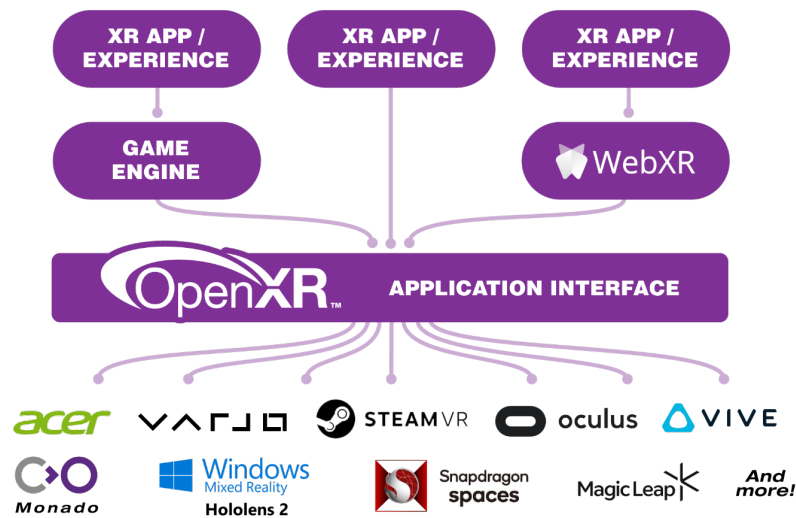 XR APP /
EXPERIENCE
XR APP /
EXPERIENCE
XR APP /
EXPERIENCE
GAME
ENGINE
WebXR
OpenXR™ APPLICATION INTERFACE
acer
VARJO
STEAMVR
oculus
VIVE
Monado
Windows
Mixed Reality
Hololens 2
Snapdragon
spaces
Magic Leap
And
more!